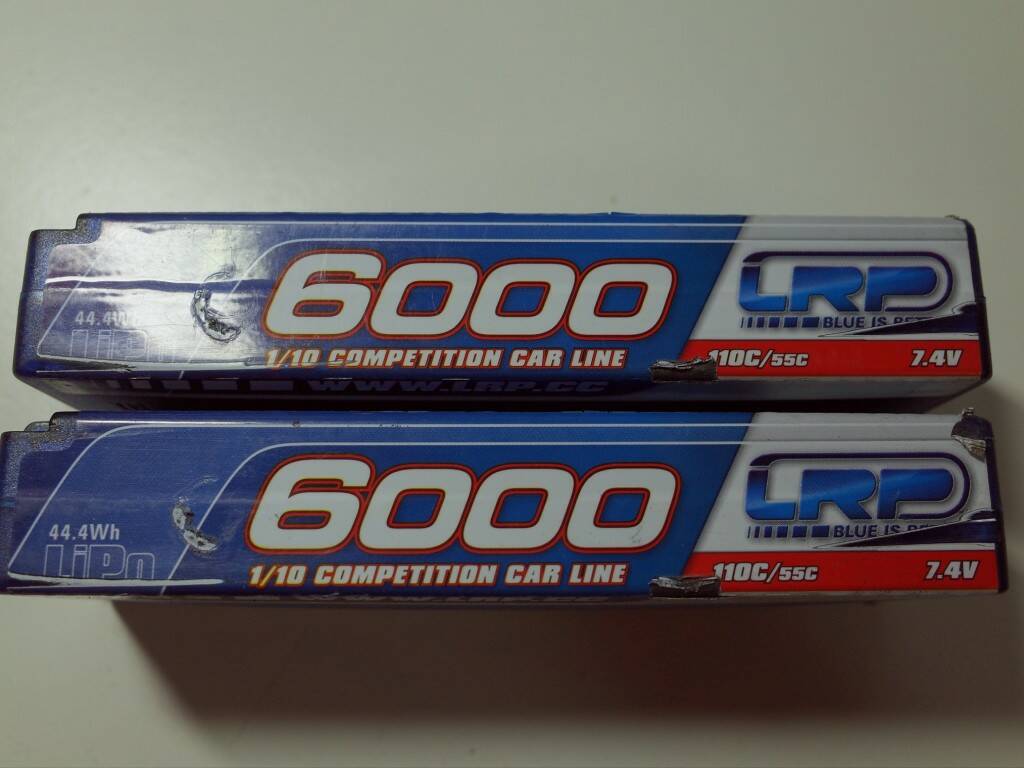 6000
LRP
BLUE IS
44.4Wh
LiPo
1/10 COMPETITION CAR LINE
110C/55C
7.4V
WWW.LRP.CC
6000
LRP
BLUE IS
44.4Wh
LiPo
1/10 COMPETITION CAR LINE
110C/55C
7.4V